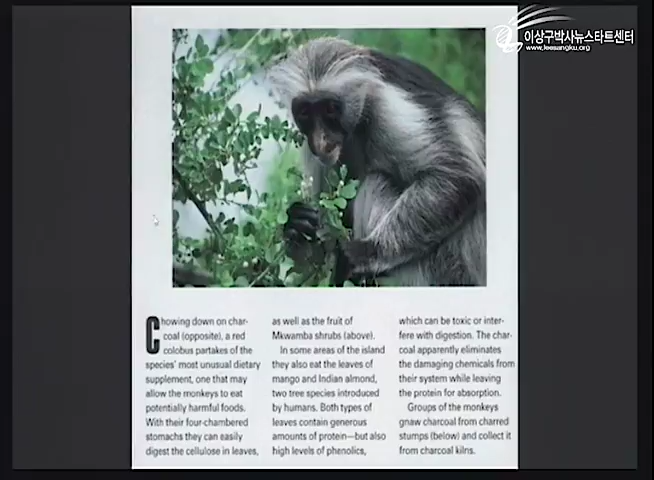 이상구박사뉴스타트센터
www.leesangku.org
Chowing down on char-
coal (opposite), a red
colobus partakes of the
species' most unusual dietary
supplement, one that may
allow the monkeys to eat
potentially harmful foods.
With their four-chambered
stomachs they can easily
digest the cellulose in leaves,
as well as the fruit of
Mkwamba shrubs (above).
In some areas of the island
they also eat the leaves of
mango and Indian almond,
two tree species introduced
by humans. Both types of
leaves contain generous
amounts of protein—but also
high levels of phenolics,
which can be toxic or inter-
fere with digestion. The char-
coal apparently eliminates
the damaging chemicals from
their system while leaving
the protein for absorption.
Groups of the monkeys
gnaw charcoal from charred
stumps (below) and collect it
from charcoal kilns.